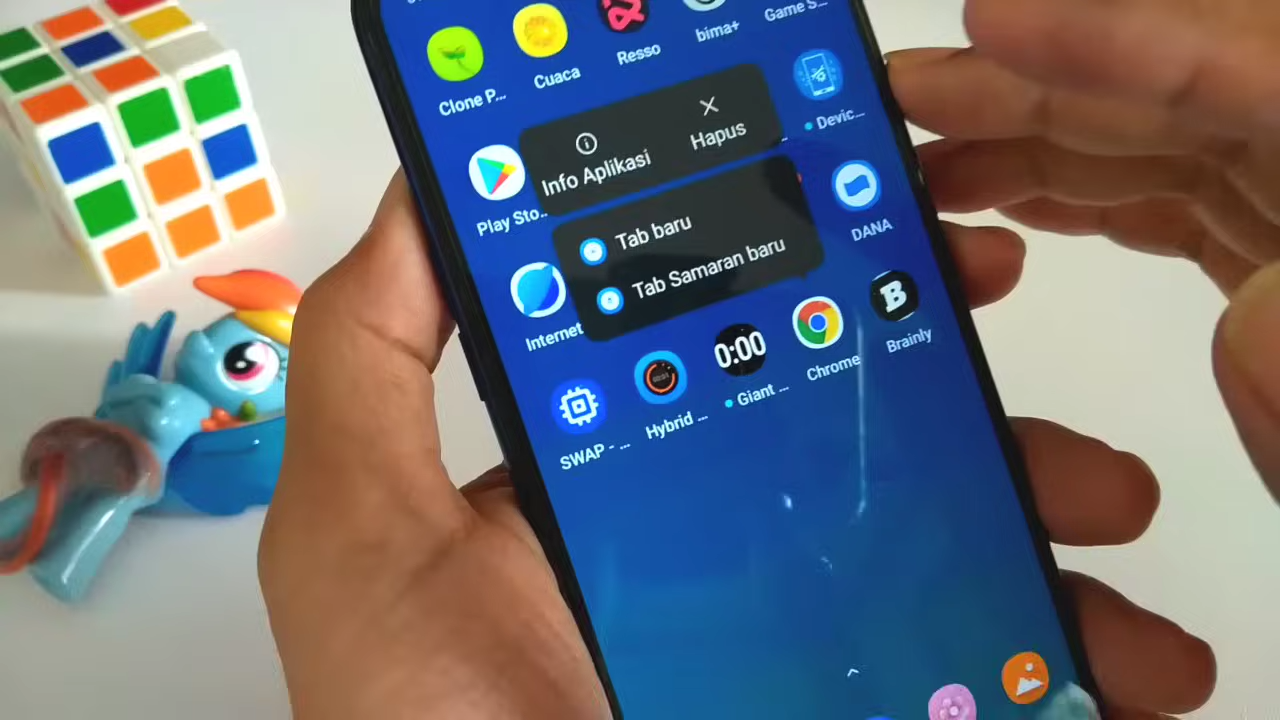 Clone P...
Cuaca
Resso
bima+
Game S...
Info Aplikasi
Hapus
Devic...
Play Sto..
Tab baru
Tab Samaran baru
DANA
Internet
SWAP - ...
Hybrid ...
0:00
Giant ...
Chrome
B
Brainly